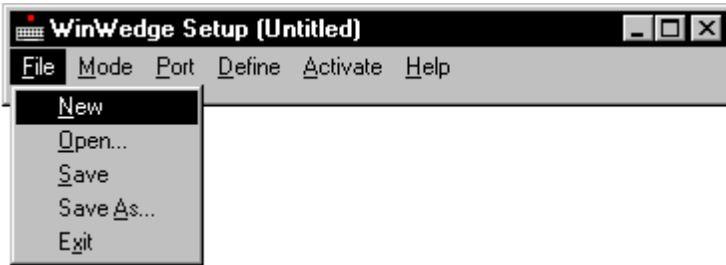 WinWedge Setup (Untitled)
File Mode Port Define Activate Help
New
Open...
Save
Save As...
Exit